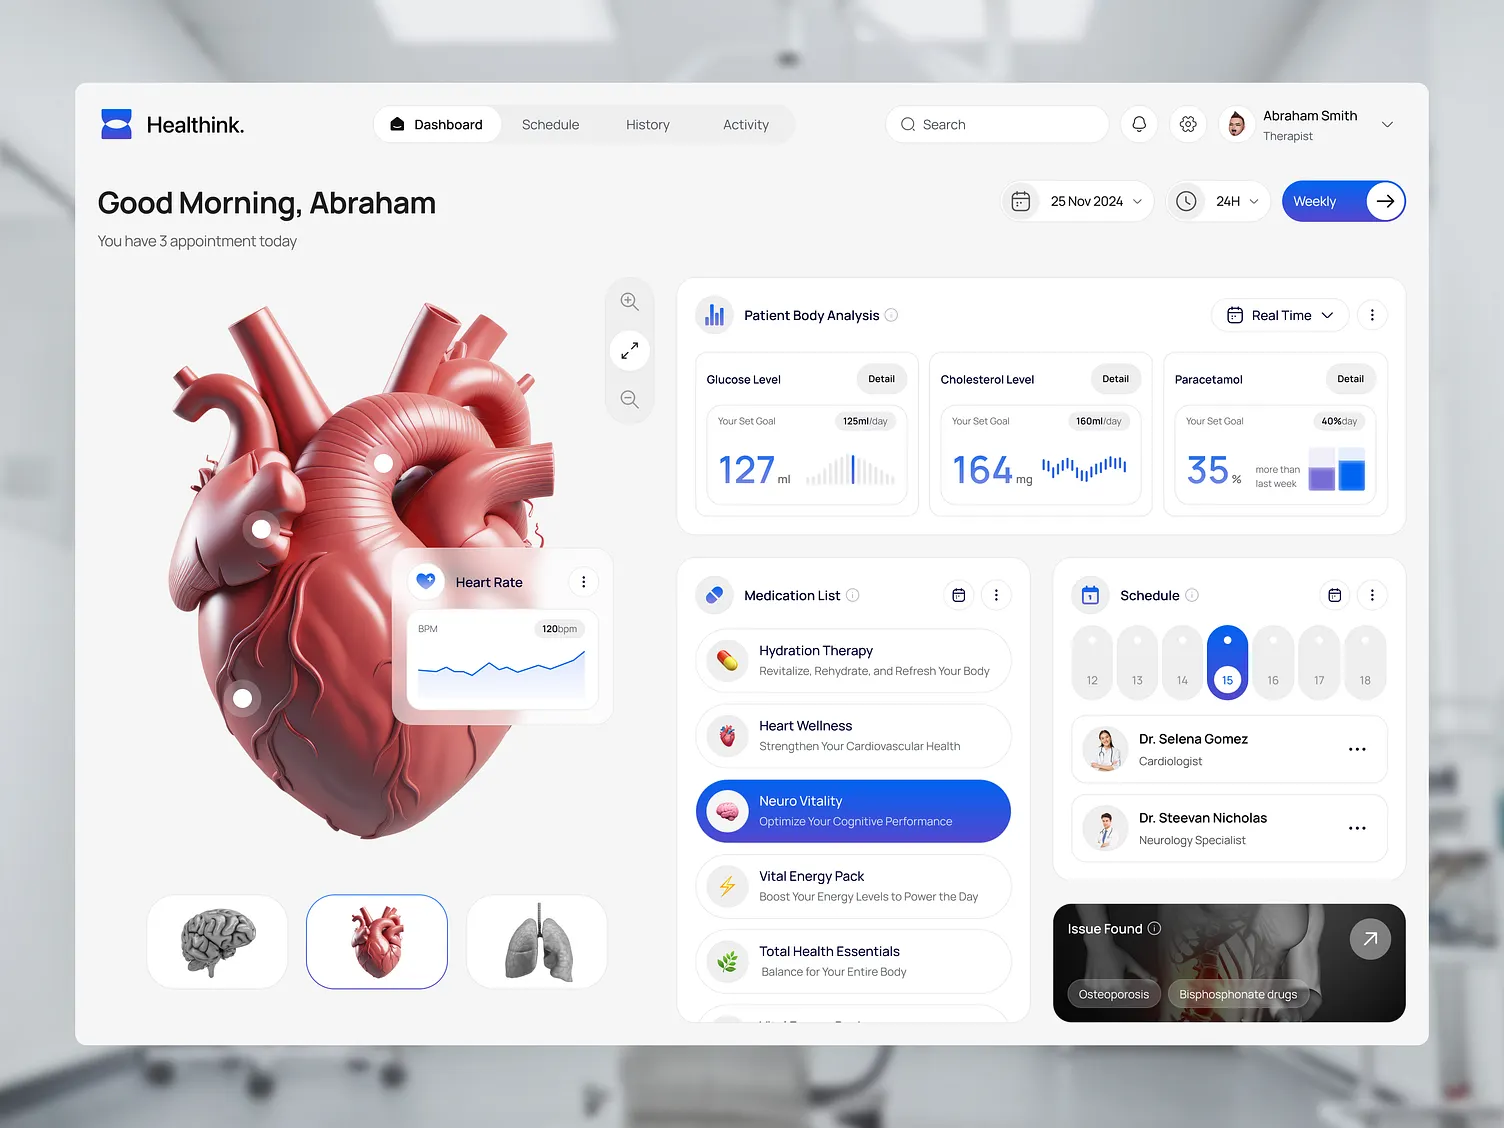 Healthink.
Dashboard
Schedule
History
Activity
Search
Abraham Smith
Therapist
Good Morning, Abraham
You have 3 appointment today
25 Nov 2024
24H
Weekly
Patient Body Analysis
Real Time
Glucose Level
Detail
Your Set Goal
125ml/day
127 ml
Cholesterol Level
Detail
Your Set Goal
160ml/day
164 mg
Paracetamol
Detail
Your Set Goal
40%day
35 %
more than
last week
Heart Rate
BPM
120bpm
Medication List
Hydration Therapy
Revitalize, Rehydrate, and Refresh Your Body
Heart Wellness
Strengthen Your Cardiovascular Health
Neuro Vitality
Optimize Your Cognitive Performance
Vital Energy Pack
Boost Your Energy Levels to Power the Day
Total Health Essentials
Balance for Your Entire Body
Schedule
1
12 13 14 15 16 17 18
Dr. Selena Gomez
Cardiologist
Dr. Steevan Nicholas
Neurology Specialist
Issue Found
Osteoporosis
Bisphosphonate drugs